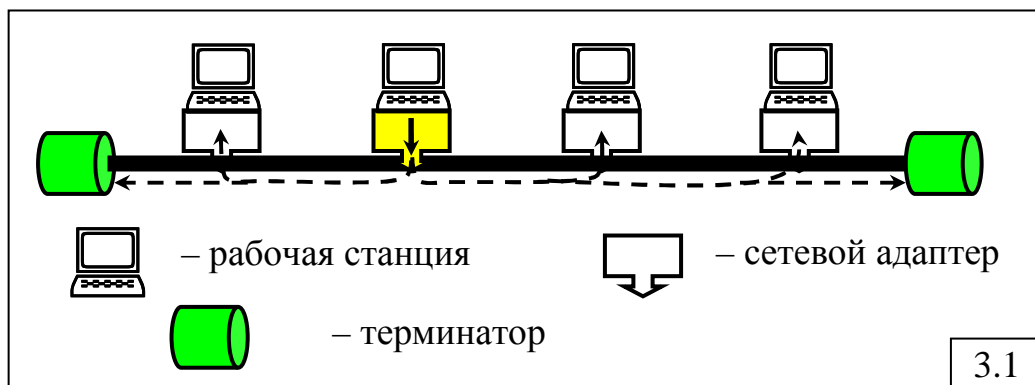 – рабочая станция
– сетевой адаптер
– терминатор
3.1